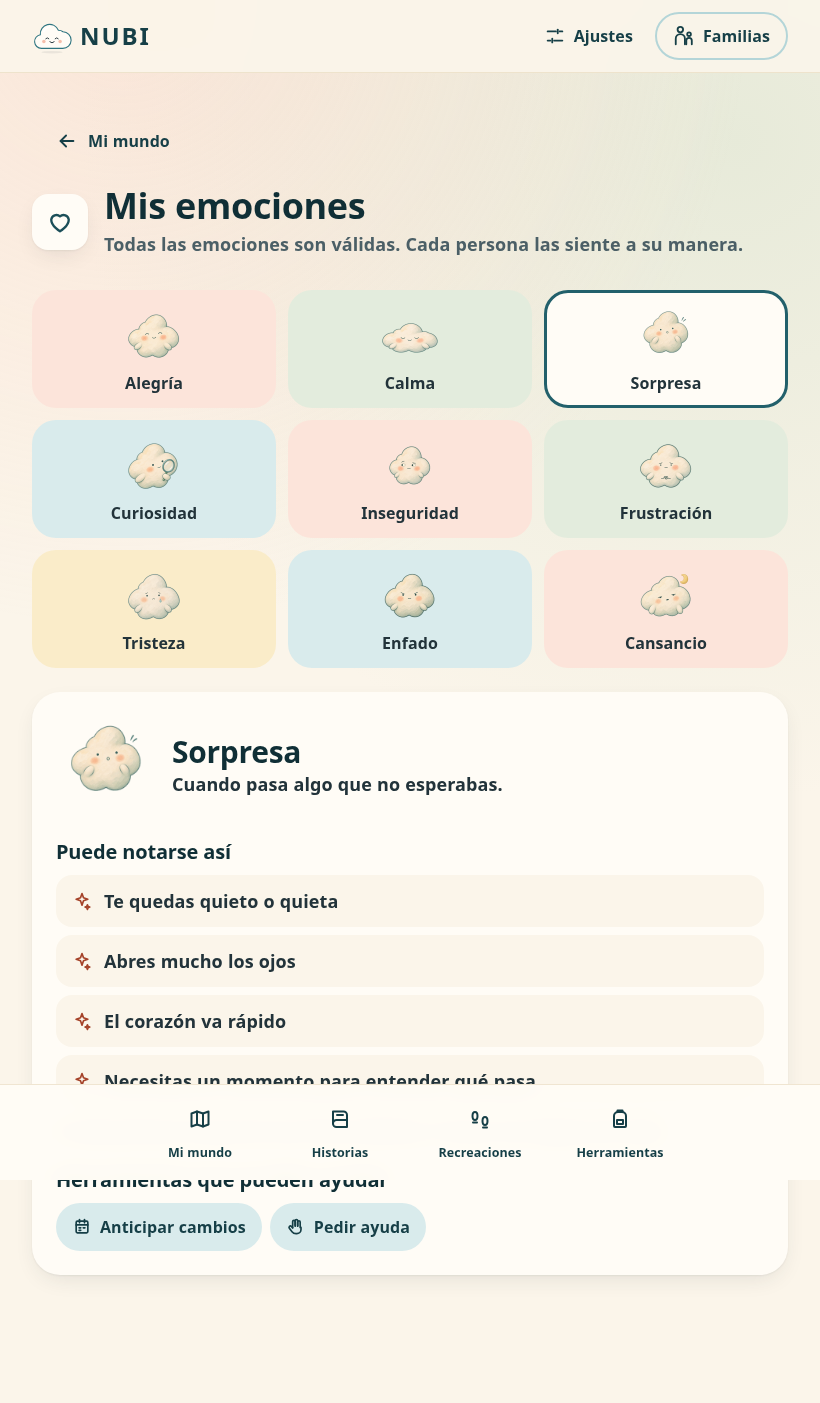 NUBI
Ajustes
Familias
Mi mundo
Mis emociones
Todas las emociones son válidas. Cada persona las siente a su manera.
Alegría
Calma
Sorpresa
Curiosidad
Inseguridad
Frustración
Tristeza
Enfado
Cansancio
Sorpresa
Cuando pasa algo que no esperabas.
Puede notarse así
Te quedas quieto o quieta
Abres mucho los ojos
El corazón va rápido
Necesitas un momento para entender qué pasa
Mi mundo
Historias
Recreaciones
Herramientas
Herramientas que pueden ayudar
Anticipar cambios
Pedir ayuda